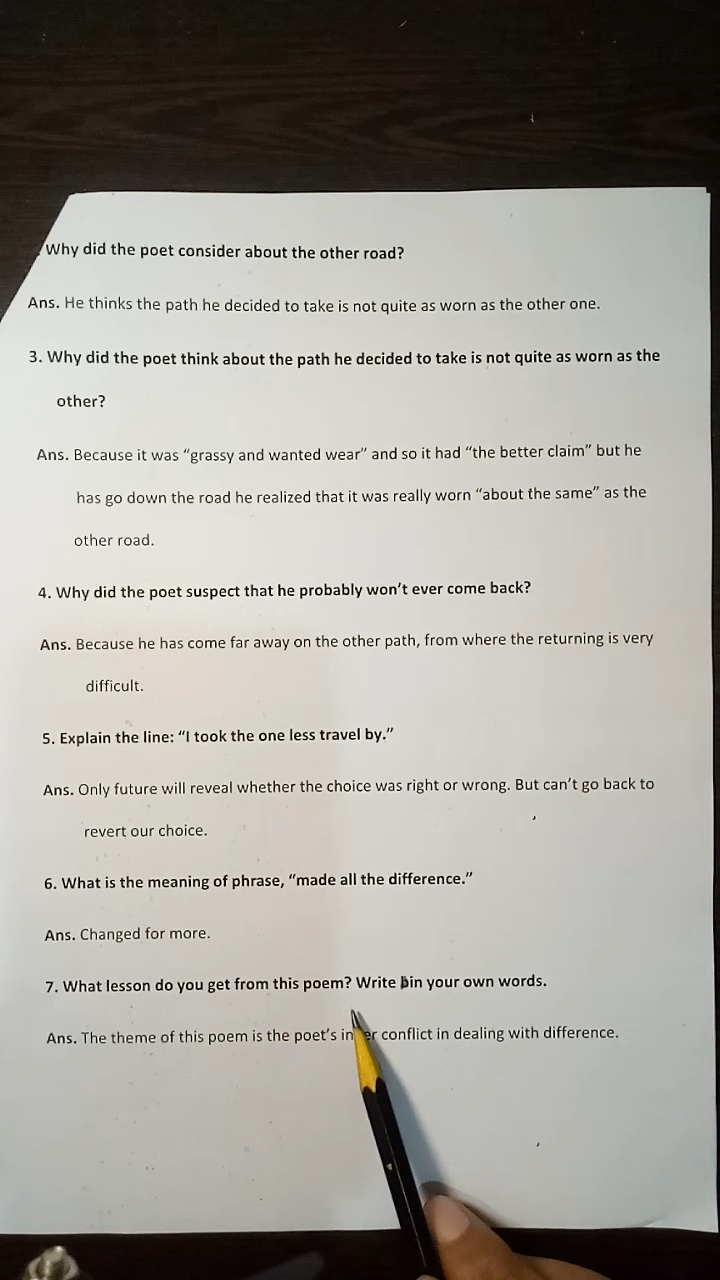 Why did the poet consider about the other road?
Ans. He thinks the path he decided to take is not quite as worn as the other one.
3. Why did the poet think about the path he decided to take is not quite as worn as the
other?
Ans. Because it was “grassy and wanted wear” and so it had “the better claim” but he
has go down the road he realized that it was really worn “about the same” as the
other road.
4. Why did the poet suspect that he probably won’t ever come back?
Ans. Because he has come far away on the other path, from where the returning is very
difficult.
5. Explain the line: “I took the one less travel by.”
Ans. Only future will reveal whether the choice was right or wrong. But can’t go back to
revert our choice.
6. What is the meaning of phrase, “made all the difference.”
Ans. Changed for more.
7. What lesson do you get from this poem? Write in your own words.
Ans. The theme of this poem is the poet’s conflict in dealing with difference.